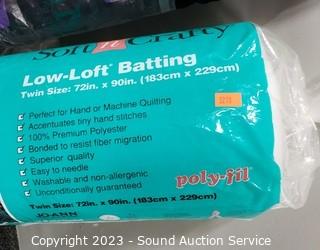 Soft n Crafty
Low-Loft® Batting
Twin Size: 72in. x 90in. (183cm x 229cm)
Perfect for Hand or Machine Quilting
Accentuates tiny hand stitches
100% Premium Polyester
Bonded to resist fiber migration
Superior quality
Easy to needle
Washable and non-allergenic
Unconditionally guaranteed
poly-fil®
Twin Size: 72in. x 90in. (183cm x 229cm)
JO-ANN
Copyright 2023 - Sound Auction Service